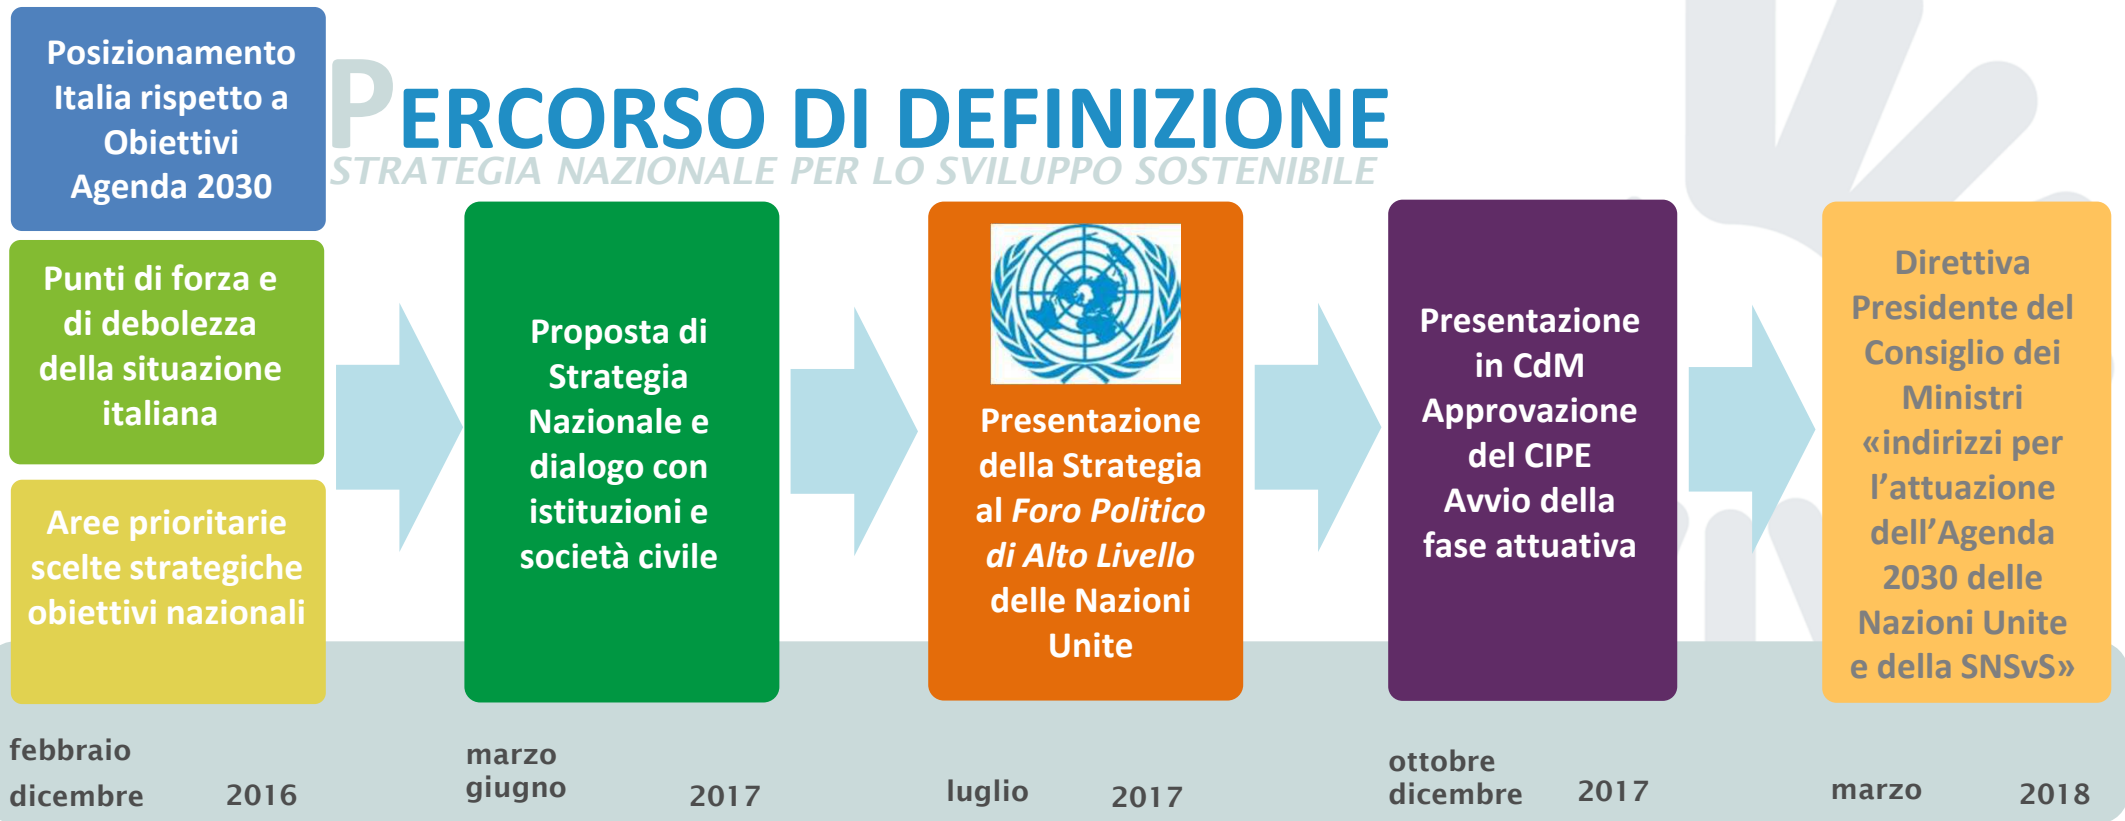 PERCORSO DI DEFINIZIONE
STRATEGIA NAZIONALE PER LO SVILUPPO SOSTENIBILE
Posizionamento
Italia rispetto a
Obiettivi
Agenda 2030
Punti di forza e
di debolezza
della situazione
italiana
Aree prioritarie
scelte strategiche
obiettivi nazionali
febbraio
dicembre 2016
Proposta di
Strategia
Nazionale e
dialogo con
istituzioni e
società civile
marzo
giugno 2017
Presentazione
della Strategia
al Foro Politico
di Alto Livello
delle Nazioni
Unite
luglio 2017
Presentazione
in CdM
Approvazione
del CIPE
Avvio della
fase attuativa
ottobre
dicembre 2017
Direttiva
Presidente del
Consiglio dei
Ministri
«indirizzi per
l’attuazione
dell’Agenda
2030 delle
Nazioni Unite
e della SNSvS»
marzo 2018